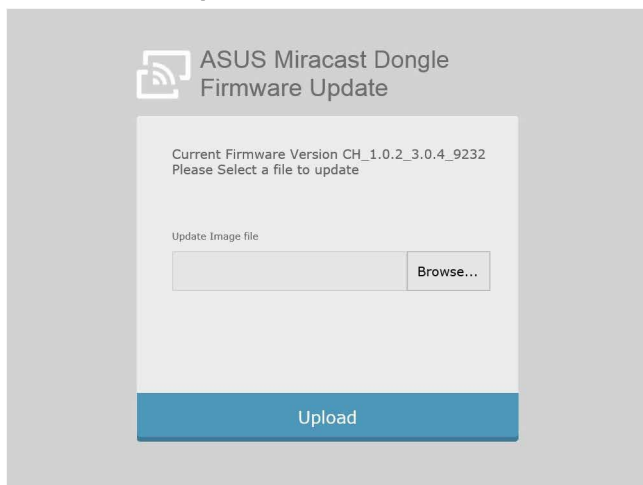 ASUS Miracast Dongle
Firmware Update
Current Firmware Version CH_1.0.2_3.0.4_9232
Please Select a file to update
Update Image file
Browse...
Upload